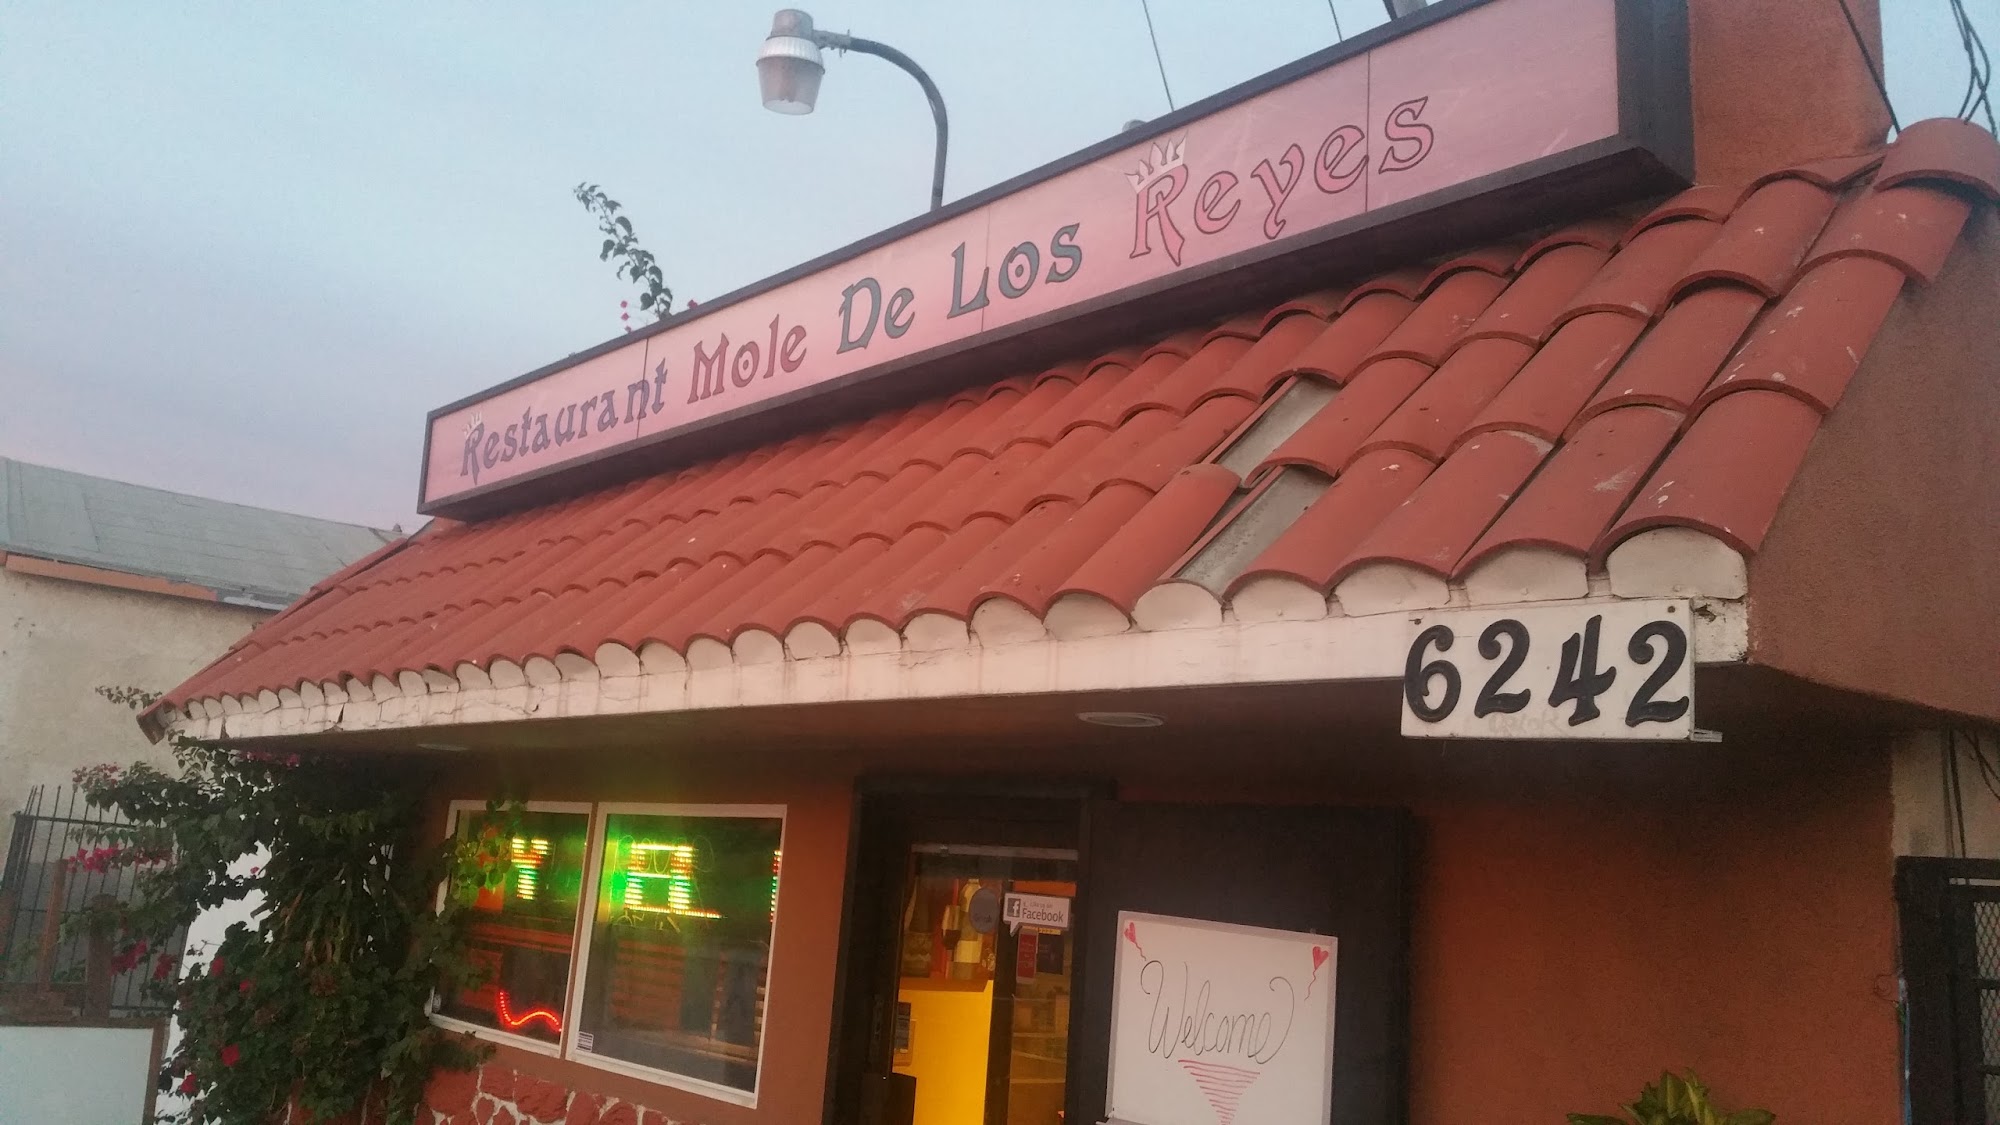 Restaurant Mole De Los Reyes
6242
Facebook
Welcome